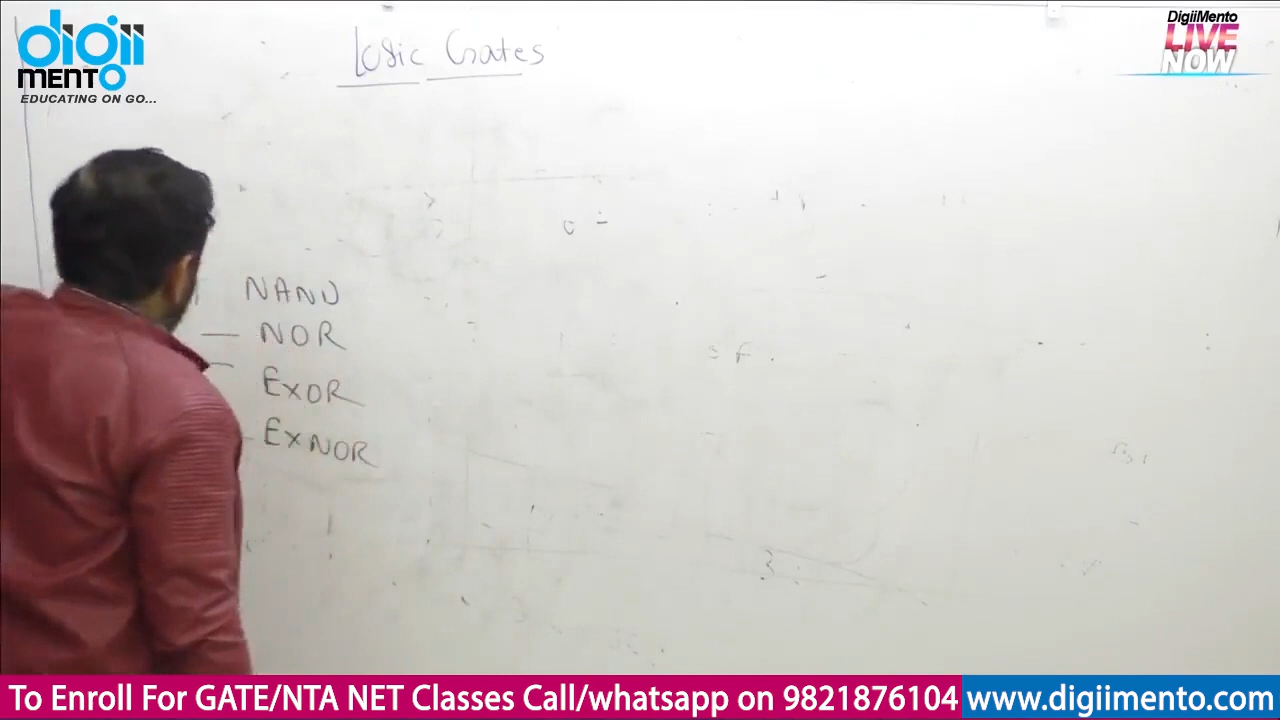 digii
MENTO
EDUCATING ON GO...
DigiiMento
LIVE
NOW
Logic Gates
NAND
— NOR
EXOR
— EXNOR
To Enroll For GATE/NTA NET Classes Call/whatsapp on 9821876104
www.digiimento.com